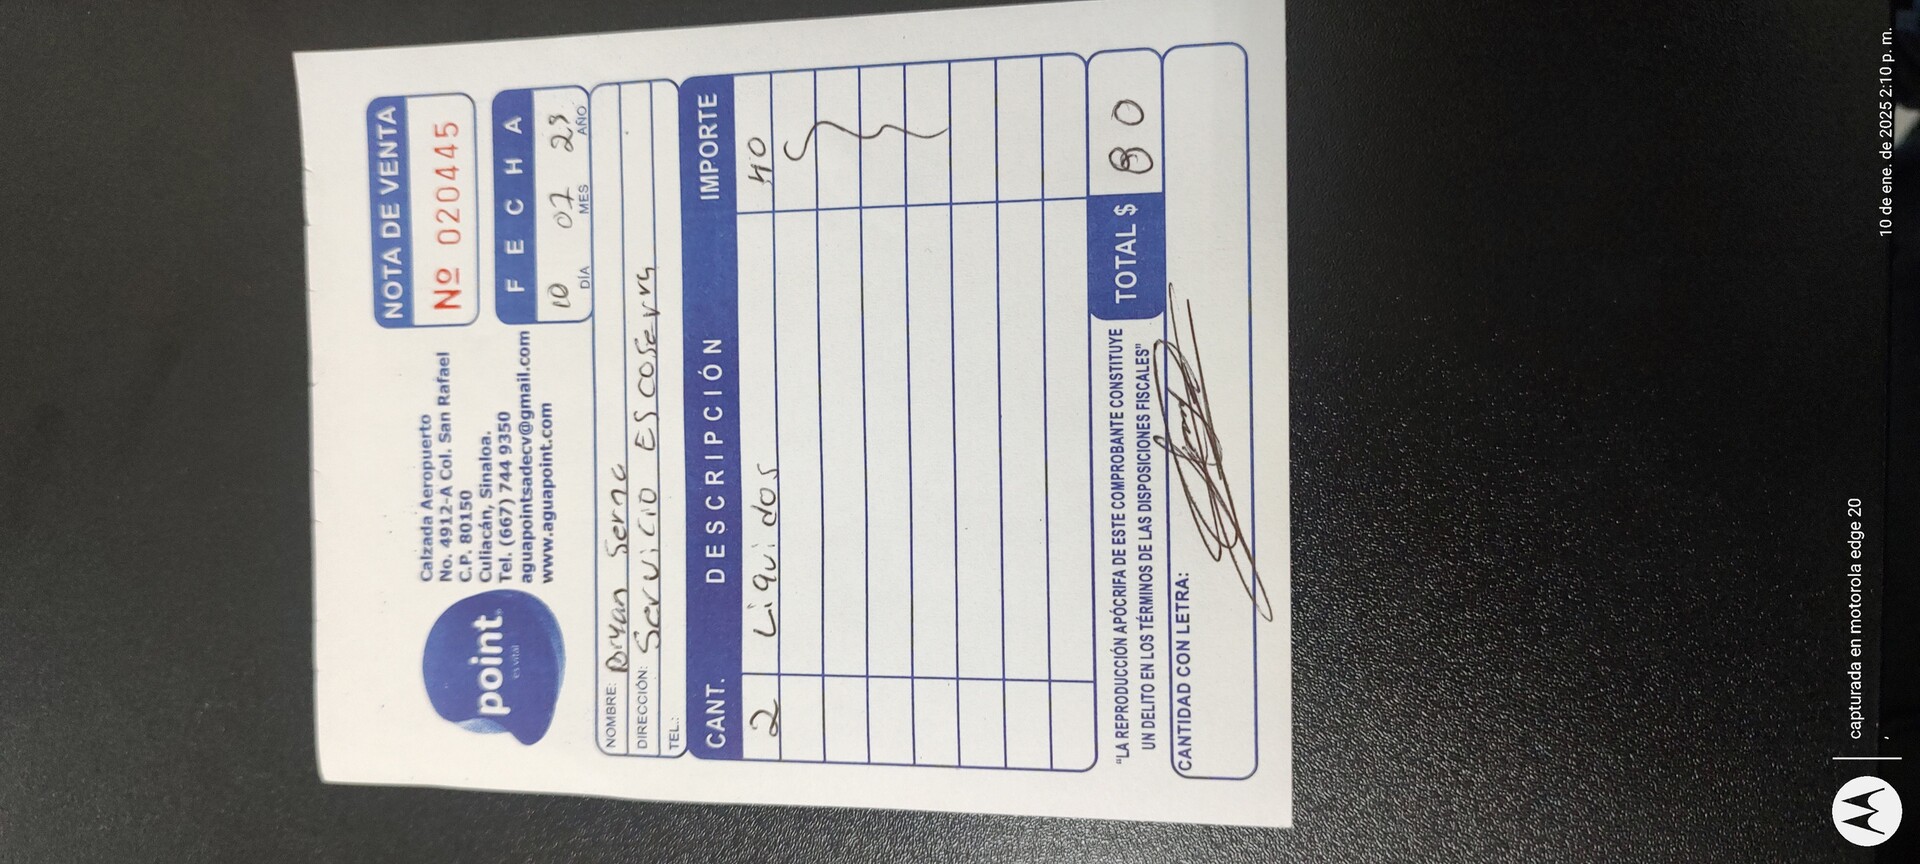 point
es vital
Calzada Aeropuerto
No. 4912-A Col. San Rafael
C.P. 80150
Culiacán, Sinaloa.
Tel. (667) 744 9350
aguapointsadecv@gmail.com
www.aguapoint.com
NOTA DE VENTA
Nº 020445
FECHA
10 07 23
DÍA MES AÑO
NOMBRE: Bryan Serna
DIRECCIÓN: Servicio Escoserra
TEL.:
CANT. DESCRIPCIÓN IMPORTE
2 Liquidos 40
"LA REPRODUCCIÓN APÓCRIFA DE ESTE COMPROBANTE CONSTITUYE
UN DELITO EN LOS TÉRMINOS DE LAS DISPOSICIONES FISCALES"
TOTAL $ 80
CANTIDAD CON LETRA:
capturada en motorola edge 20
10 de ene. de 2025 2:10 p. m.